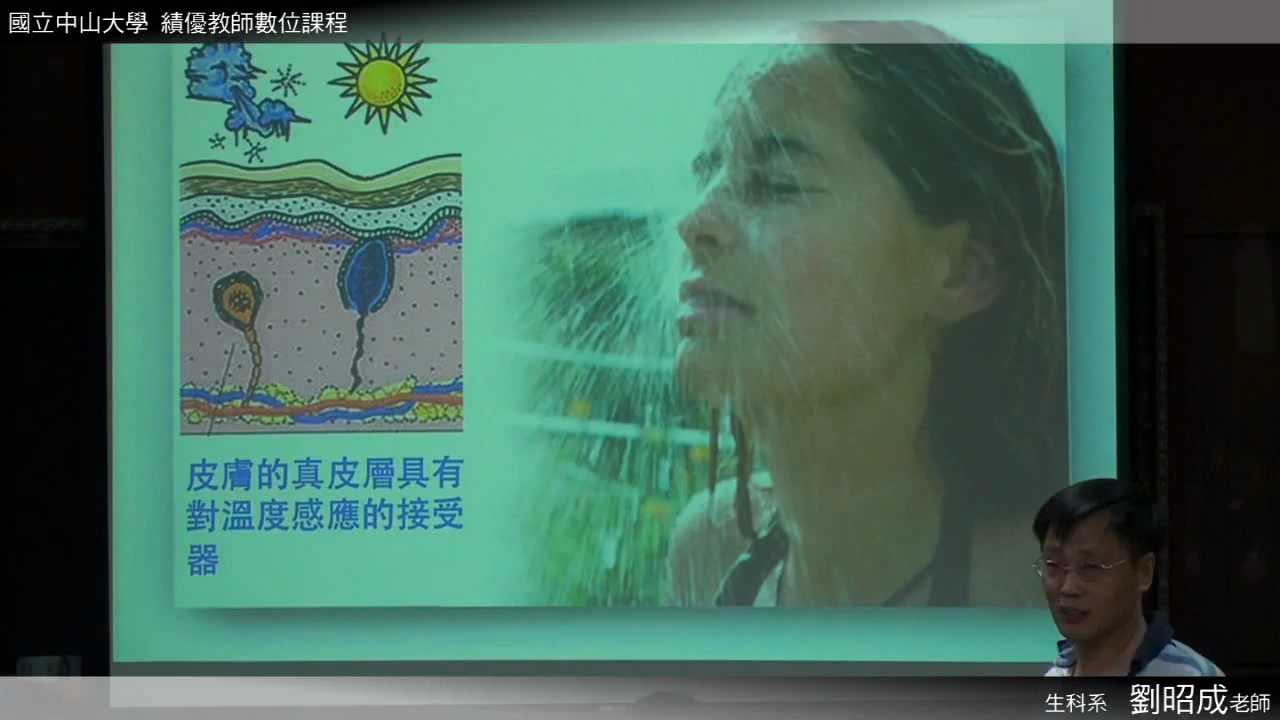 國立中山大學 績優教師數位課程
皮膚的真皮層具有
對溫度感應的接受
器
生科系 劉昭成老師